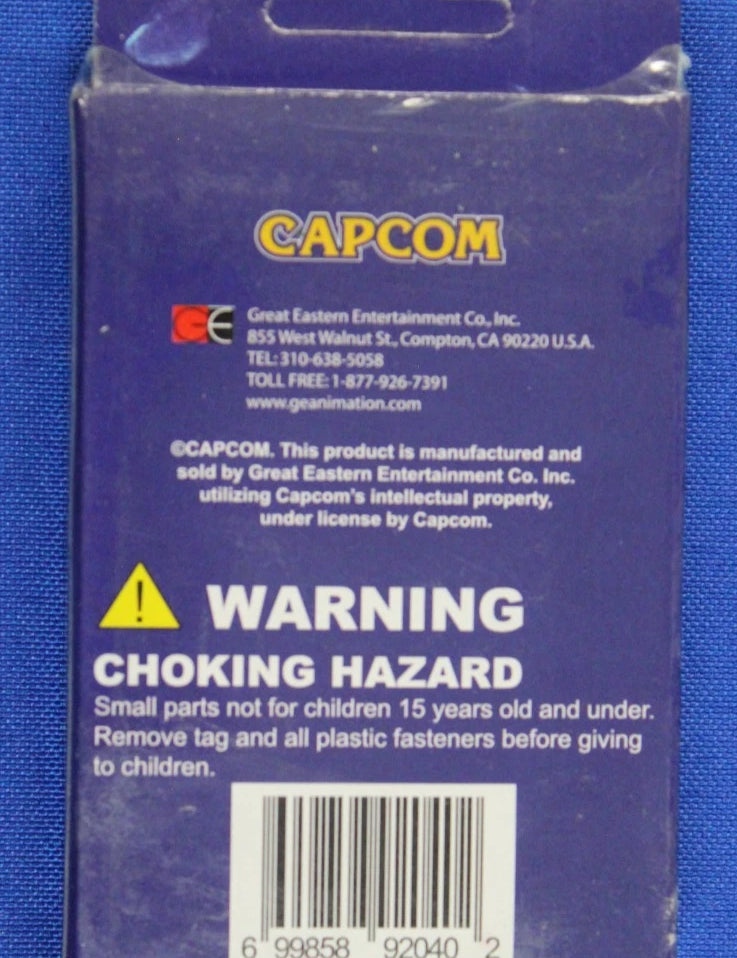 CAPCOM
GE
Great Eastern Entertainment Co., Inc.
855 West Walnut St., Compton, CA 90220 U.S.A.
TEL: 310-638-5058
TOLL FREE: 1-877-926-7391
www.geanimation.com
©CAPCOM. This product is manufactured and
sold by Great Eastern Entertainment Co. Inc.
utilizing Capcom's intellectual property,
under license by Capcom.
! WARNING
CHOKING HAZARD
Small parts not for children 15 years old and under.
Remove tag and all plastic fasteners before giving
to children.
6 99858 92040 2